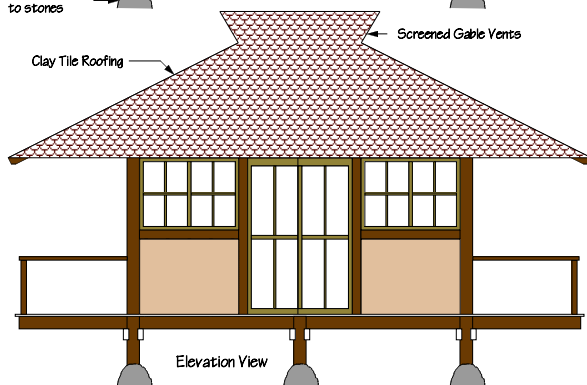 to stones
Screened Gable Vents
Clay Tile Roofing
Elevation View